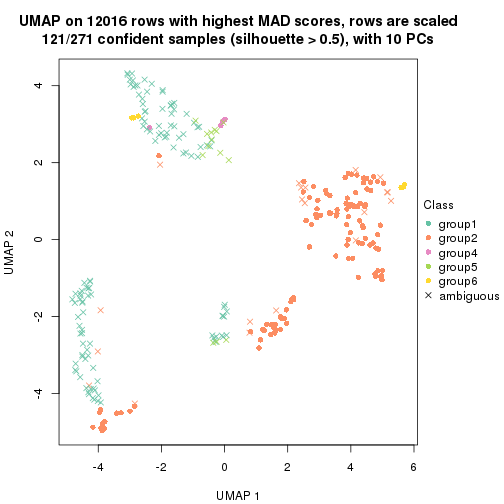 UMAP on 12016 rows with highest MAD scores, rows are scaled
121/271 confident samples (silhouette > 0.5), with 10 PCs
4
2
0
-2
-4
UMAP 2
-4
-2
0
2
4
6
UMAP 1
Class
group1
group2
group4
group5
group6
ambiguous